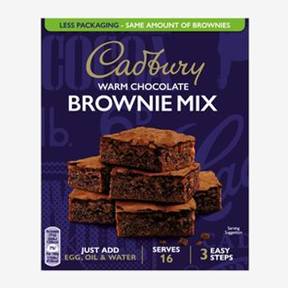 LESS PACKAGING - SAME AMOUNT OF BROWNIES
Cadbury
WARM CHOCOLATE
BROWNIE MIX
Serving
Suggestion
JUST ADD
EGG, OIL & WATER
SERVES
16
3 EASY
STEPS